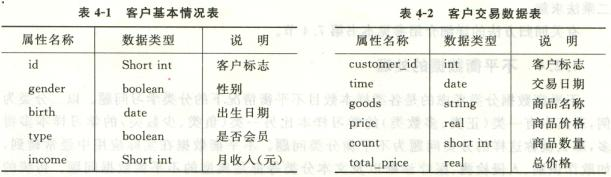 表 4-1 客户基本情况表
属性名称 数据类型 说 明
id Short int 客户标志
gender boolean 性别
birth date 出生日期
type boolean 是否会员
income Short int 月收入(元)
表 4-2 客户交易数据表
属性名称 数据类型 说 明
customer_id int 客户标志
time date 交易日期
goods string 商品名称
price real 商品价格
count short int 商品数量
total_price real 总价格